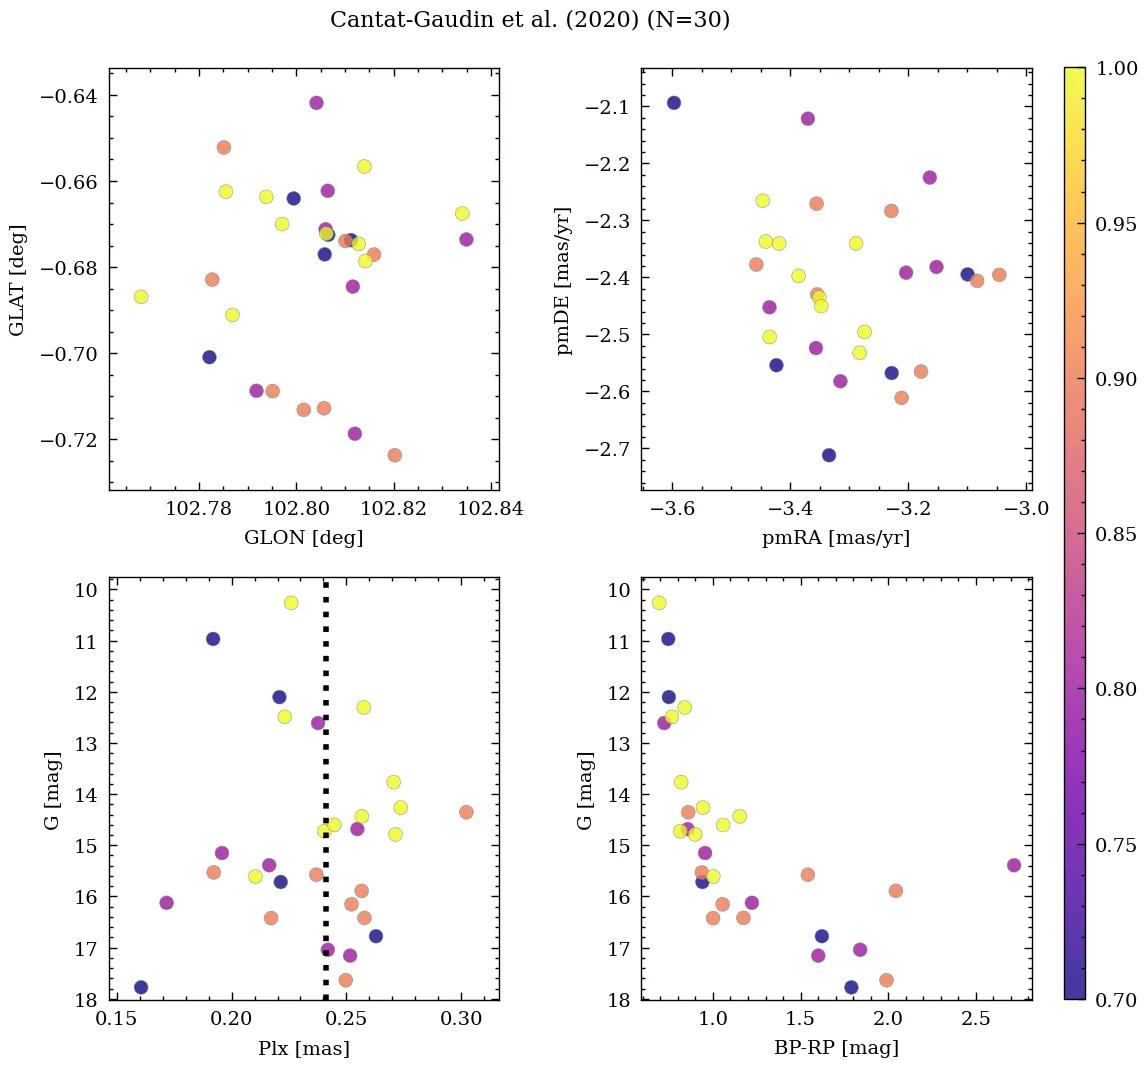 Cantat-Gaudin et al. (2020) (N=30)
−0.64
−0.66
−0.68
−0.70
−0.72
GLAT [deg]
102.78 102.80 102.82 102.84
GLON [deg]
−2.1
−2.2
−2.3
−2.4
−2.5
−2.6
−2.7
pmDE [mas/yr]
−3.6 −3.4 −3.2 −3.0
pmRA [mas/yr]
10
11
12
13
14
15
16
17
18
G [mag]
0.15 0.20 0.25 0.30
Plx [mas]
10
11
12
13
14
15
16
17
18
G [mag]
1.0 1.5 2.0 2.5
BP-RP [mag]
1.00
0.95
0.90
0.85
0.80
0.75
0.70